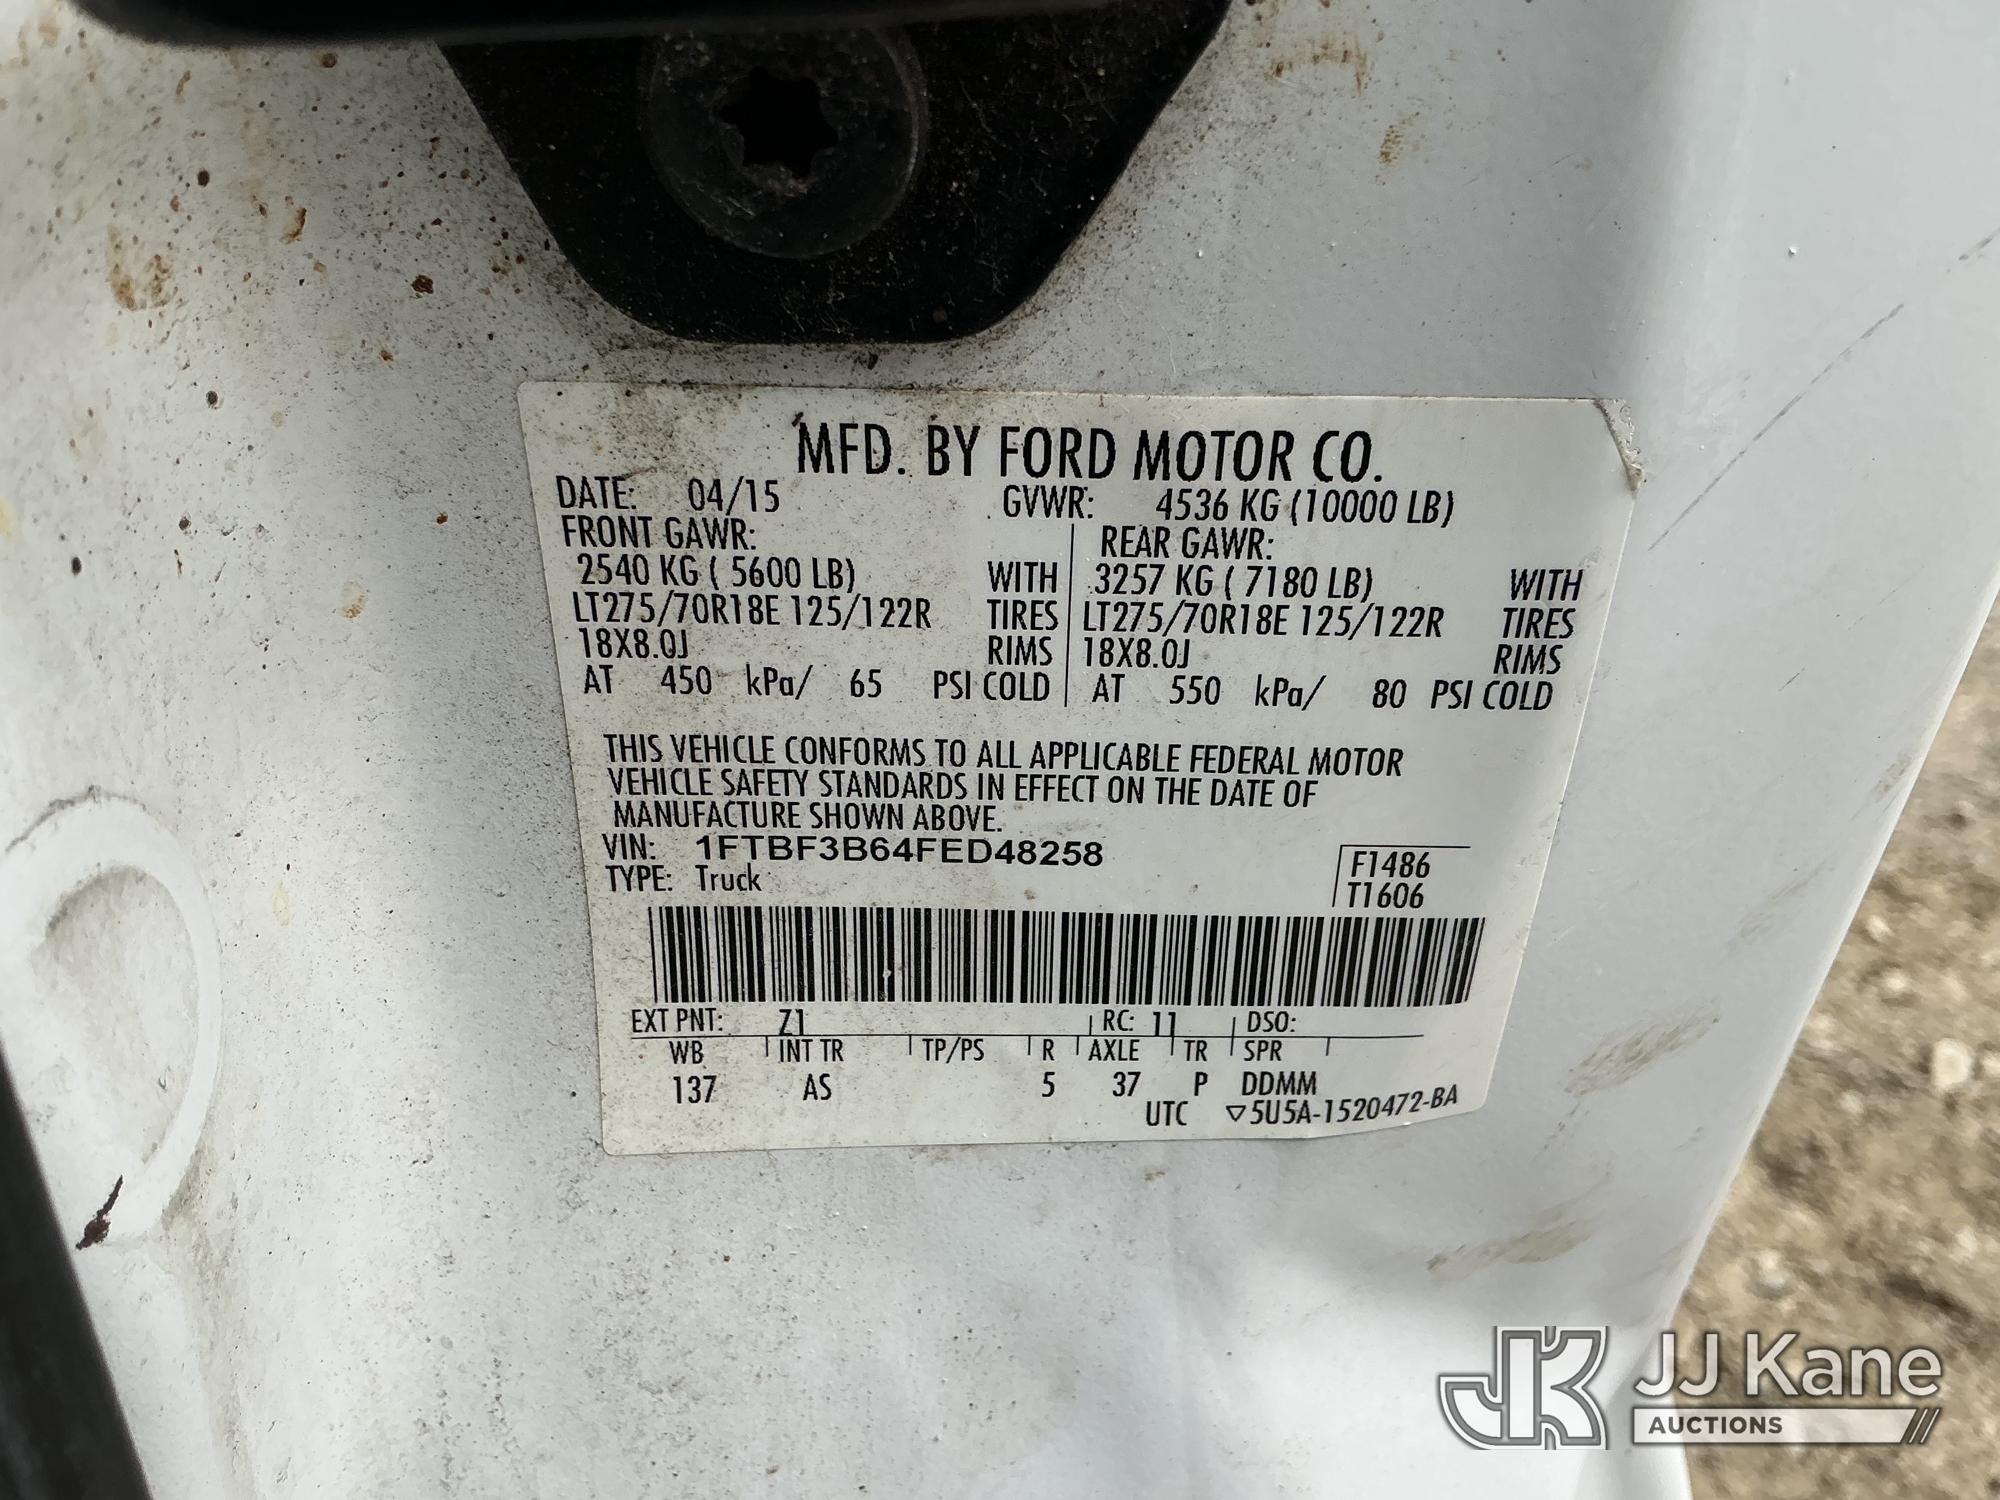 MFD. BY FORD MOTOR CO.
DATE: 04/15 GVWR: 4536 KG (10000 LB)
FRONT GAWR: REAR GAWR:
2540 KG ( 5600 LB) WITH 3257 KG ( 7180 LB) WITH
LT275/70R18E 125/122R TIRES LT275/70R18E 125/122R TIRES
18X8.0J RIMS 18X8.0J RIMS
AT 450 kPa/ 65 PSI COLD AT 550 kPa/ 80 PSI COLD
THIS VEHICLE CONFORMS TO ALL APPLICABLE FEDERAL MOTOR
VEHICLE SAFETY STANDARDS IN EFFECT ON THE DATE OF
MANUFACTURE SHOWN ABOVE.
VIN: 1FTBF3B64FED48258
TYPE: Truck
F1486
T1606
EXT PNT: Z1 RC: 11 DSO:
WB INT TR TP/PS R AXLE TR SPR
137 AS 5 37 P DDMM
UTC ▽5U5A-1520472-BA
JK JJ Kane
AUCTIONS